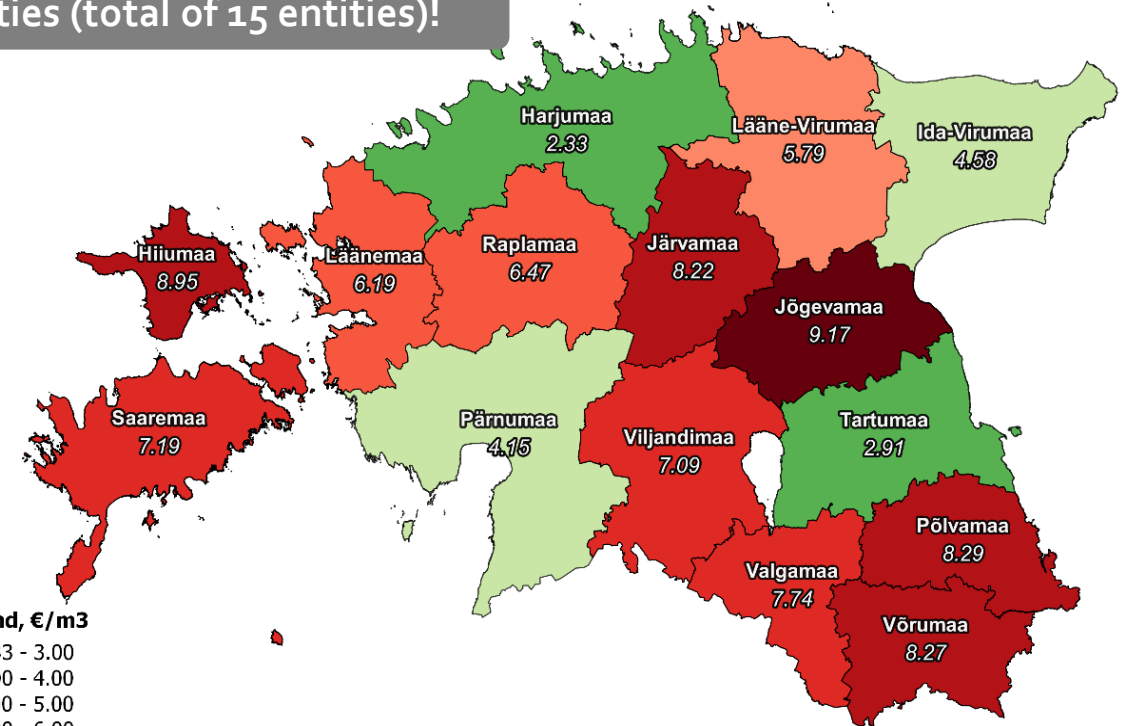 (total of 15 entities)!
Harjumaa
2.33
Lääne-Virumaa
5.79
Ida-Virumaa
4.58
Hiiumaa
8.95
Läänemaa
6.19
Raplamaa
6.47
Järvamaa
8.22
Jõgevamaa
9.17
Saaremaa
7.19
Pärnumaa
4.15
Viljandimaa
7.09
Tartumaa
2.91
Põlvamaa
8.29
Valgamaa
7.74
Võrumaa
8.27
€/m3
- 3.00
- 4.00
- 5.00